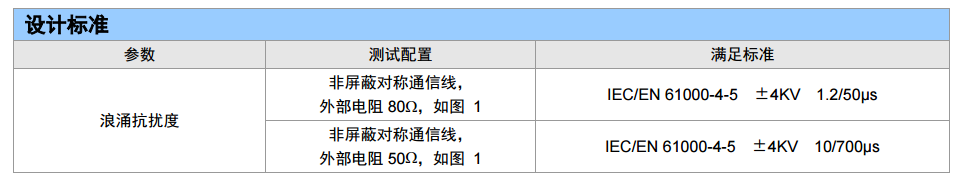 设计标准
参数 测试配置 满足标准
浪涌抗扰度
非屏蔽对称通信线，
外部电阻 80Ω，如图 1
IEC/EN 61000-4-5 ±4KV 1.2/50μs
非屏蔽对称通信线，
外部电阻 50Ω，如图 1
IEC/EN 61000-4-5 ±4KV 10/700μs